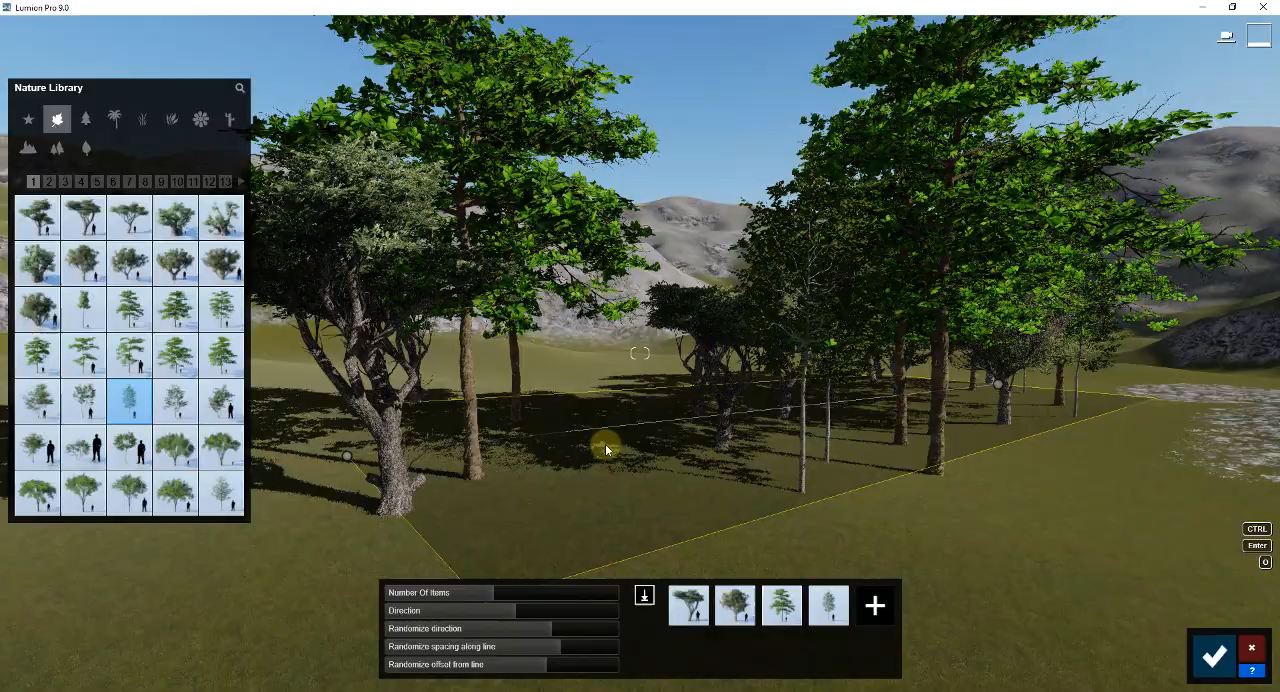 Lumion Pro 9.0
Nature Library
1 2 3 4 5 6 7 8 9 10 11 12 13
CTRL
Enter
O
Number Of Items
Direction
Randomize direction
Randomize spacing along line
Randomize offset from line
?